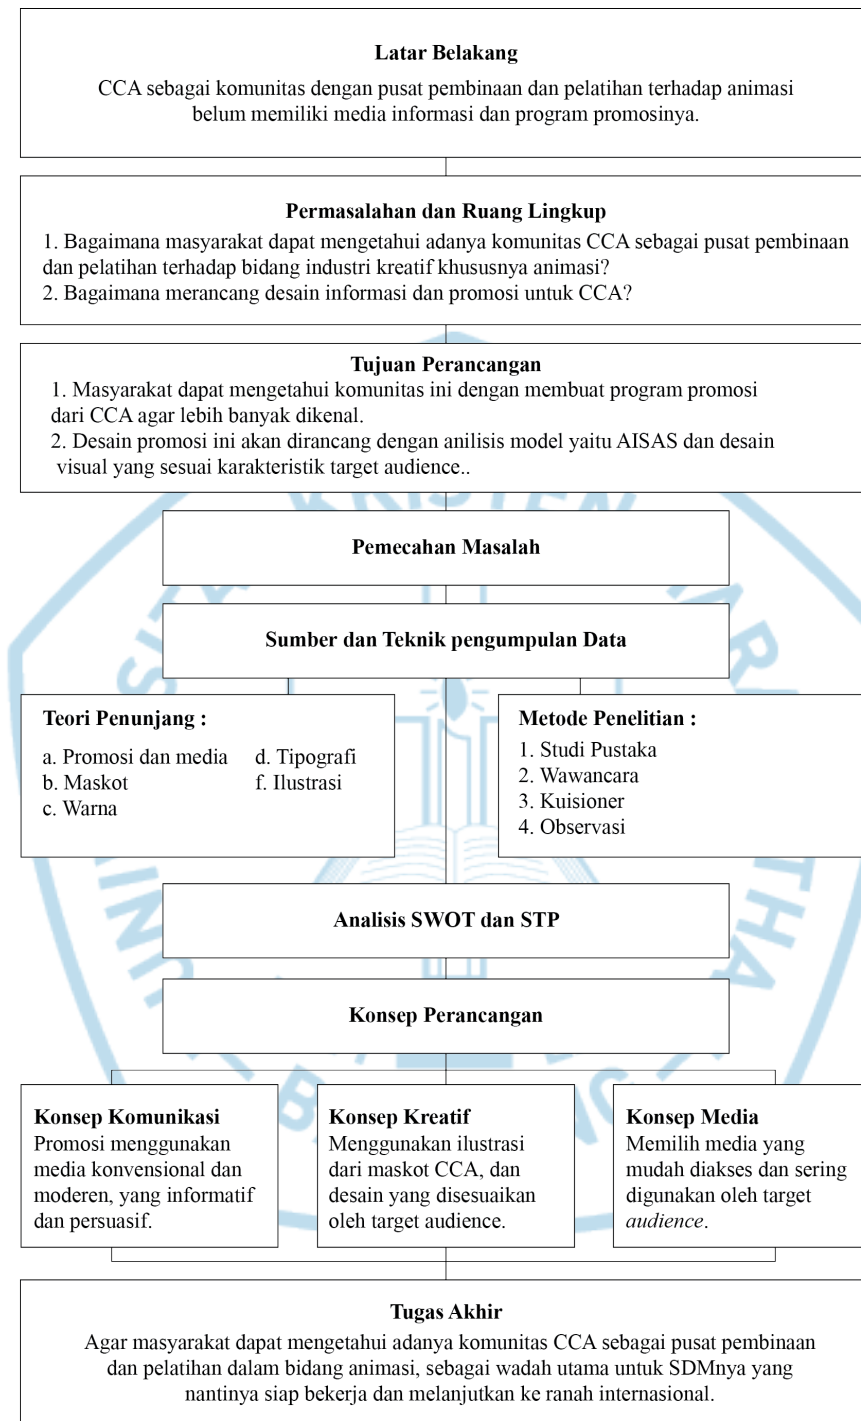 Latar Belakang
CCA sebagai komunitas dengan pusat pembinaan dan pelatihan terhadap animasi
belum memiliki media informasi dan program promosinya.
Permasalahan dan Ruang Lingkup
1. Bagaimana masyarakat dapat mengetahui adanya komunitas CCA sebagai pusat pembinaan
dan pelatihan terhadap bidang industri kreatif khususnya animasi?
2. Bagaimana merancang desain informasi dan promosi untuk CCA?
Tujuan Perancangan
1. Masyarakat dapat mengetahui komunitas ini dengan membuat program promosi
dari CCA agar lebih banyak dikenal.
2. Desain promosi ini akan dirancang dengan anilisis model yaitu AISAS dan desain
visual yang sesuai karakteristik target audience..
Pemecahan Masalah
Sumber dan Teknik pengumpulan Data
Teori Penunjang :
a. Promosi dan media
b. Maskot
c. Warna
d. Tipografi
f. Ilustrasi
Metode Penelitian :
1. Studi Pustaka
2. Wawancara
3. Kuisioner
4. Observasi
Analisis SWOT dan STP
Konsep Perancangan
Konsep Komunikasi
Promosi menggunakan
media konvensional dan
moderen, yang informatif
dan persuasif.
Konsep Kreatif
Menggunakan ilustrasi
dari maskot CCA, dan
desain yang disesuaikan
oleh target audience.
Konsep Media
Memilih media yang
mudah diakses dan sering
digunakan oleh target
audience.
Tugas Akhir
Agar masyarakat dapat mengetahui adanya komunitas CCA sebagai pusat pembinaan
dan pelatihan dalam bidang animasi, sebagai wadah utama untuk SDMnya yang
nantinya siap bekerja dan melanjutkan ke ranah internasional.